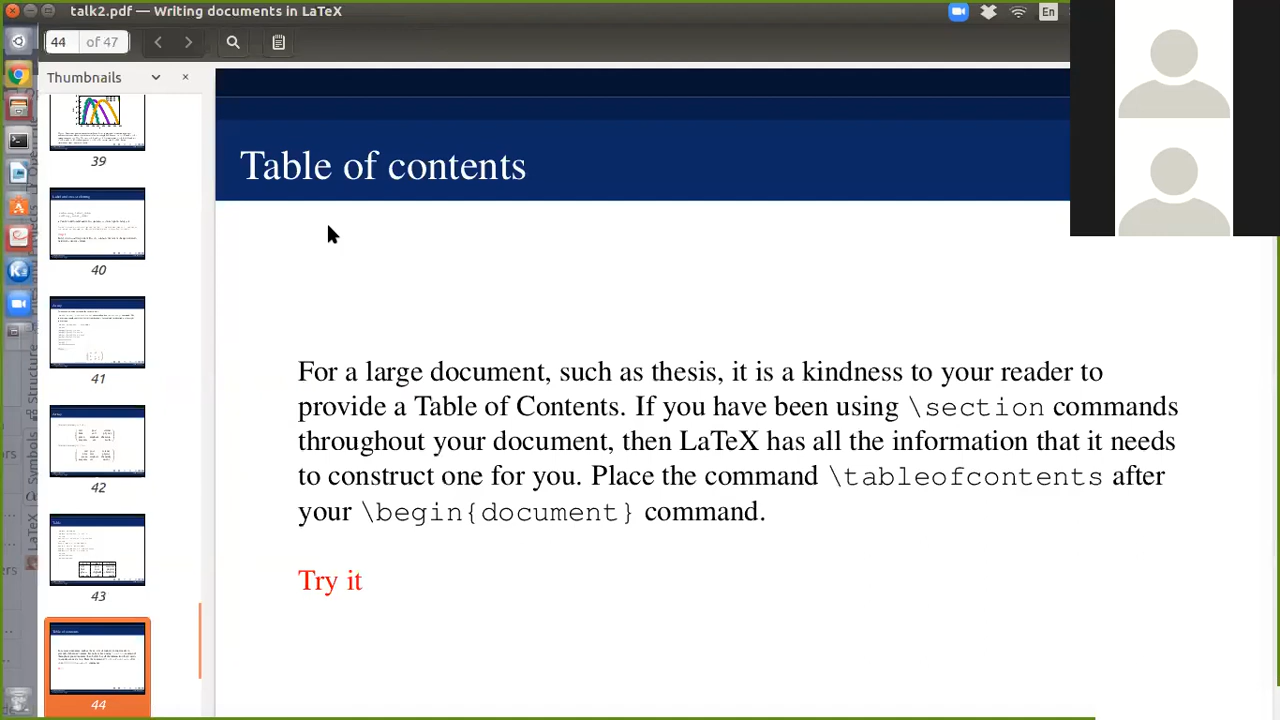 talk2.pdf — Writing documents in LaTeX
En
44 of 47
Thumbnails
39
40
41
42
43
44
Table of contents
For a large document, such as thesis, it is a kindness to your reader to
provide a Table of Contents. If you have been using \section commands
throughout your document, then LaTeX has all the information that it needs
to construct one for you. Place the command \tableofcontents after
your \begin{document} command.
Try it